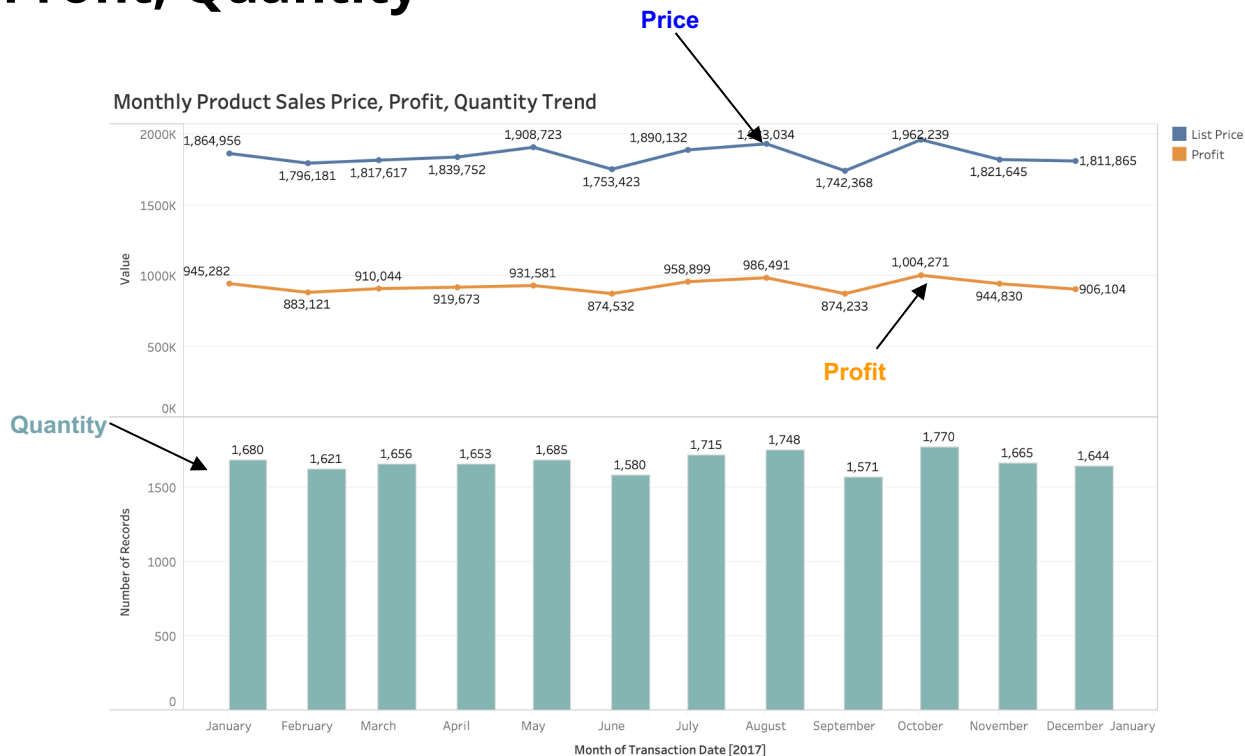 Profit, Quantity
Price
Monthly Product Sales Price, Profit, Quantity Trend
List Price
Profit
2000K
1500K
1000K
500K
0K
Value
1,864,956
1,796,181
1,817,617
1,839,752
1,908,723
1,753,423
1,890,132
1,742,368
1,962,239
1,821,645
1,811,865
945,282
883,121
910,044
919,673
931,581
874,532
958,899
986,491
874,233
1,004,271
944,830
906,104
Profit
Quantity
1500
1000
500
0
Number of Records
1,680
1,621
1,656
1,653
1,685
1,580
1,715
1,748
1,571
1,770
1,665
1,644
January February March April May June July August September October November December January
Month of Transaction Date [2017]